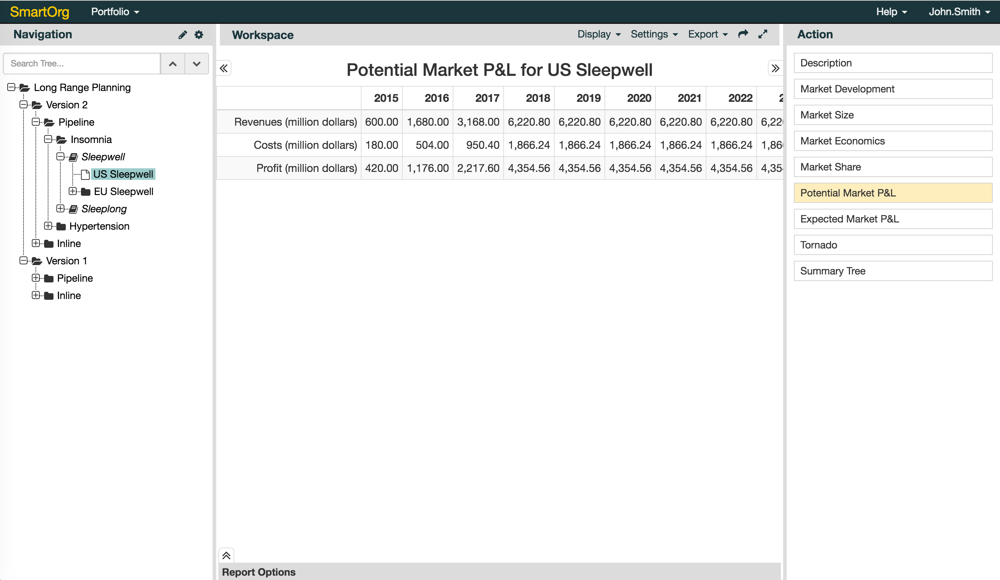 SmartOrg Portfolio Help John.Smith
Navigation
Search Tree...
Long Range Planning
Version 2
Pipeline
Insomnia
Sleepwell
US Sleepwell
EU Sleepwell
Sleeplong
Hypertension
Inline
Version 1
Pipeline
Inline
Workspace Display Settings Export
Potential Market P&L for US Sleepwell
2015 2016 2017 2018 2019 2020 2021 2022
Revenues (million dollars) 600.00 1,680.00 3,168.00 6,220.80 6,220.80 6,220.80 6,220.80 6,220.80
Costs (million dollars) 180.00 504.00 950.40 1,866.24 1,866.24 1,866.24 1,866.24 1,866.24
Profit (million dollars) 420.00 1,176.00 2,217.60 4,354.56 4,354.56 4,354.56 4,354.56 4,354.56
Report Options
Action
Description
Market Development
Market Size
Market Economics
Market Share
Potential Market P&L
Expected Market P&L
Tornado
Summary Tree